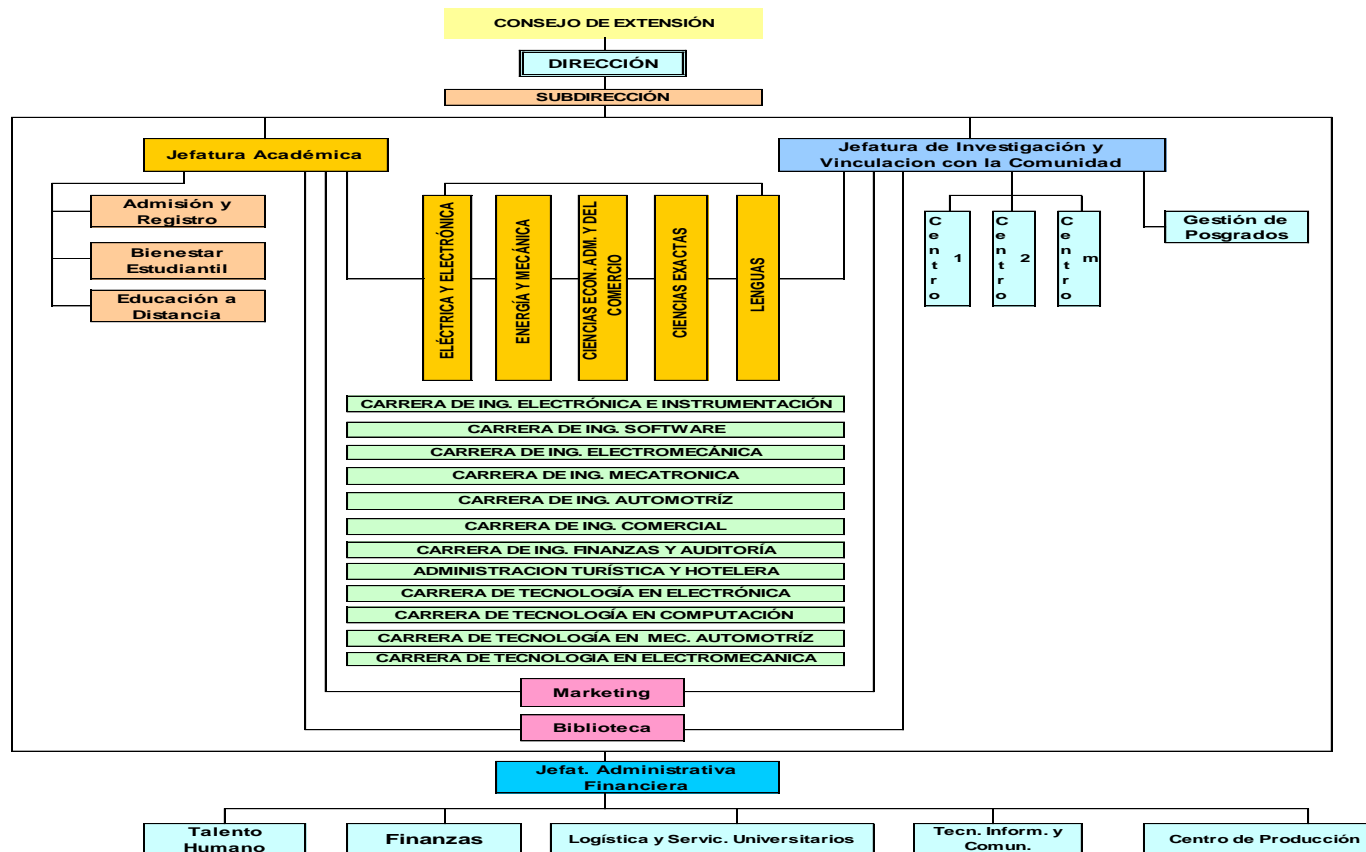 CONSEJO DE EXTENSIÓN
DIRECCIÓN
SUBDIRECCIÓN
Jefatura Académica
Jefatura de Investigación y
Vinculacion con la Comunidad
Admisión y
Registro
Bienestar
Estudiantil
Educación a
Distancia
ELÉCTRICA Y ELECTRÓNICA
ENERGÍA Y MECÁNICA
CIENCIAS ECON. ADM. Y DEL
COMERCIO
CIENCIAS EXACTAS
LENGUAS
Centro 1
Centro 2
Centro m
Gestión de
Posgrados
CARRERA DE ING. ELECTRÓNICA E INSTRUMENTACIÓN
CARRERA DE ING. SOFTWARE
CARRERA DE ING. ELECTROMECÁNICA
CARRERA DE ING. MECATRONICA
CARRERA DE ING. AUTOMOTRÍZ
CARRERA DE ING. COMERCIAL
CARRERA DE ING. FINANZAS Y AUDITORÍA
ADMINISTRACION TURÍSTICA Y HOTELERA
CARRERA DE TECNOLOGÍA EN ELECTRÓNICA
CARRERA DE TECNOLOGÍA EN COMPUTACIÓN
CARRERA DE TECNOLOGÍA EN MEC. AUTOMOTRÍZ
CARRERA DE TECNOLOGIA EN ELECTROMECÁNICA
Marketing
Biblioteca
Jefat. Administrativa
Financiera
Talento
Humano
Finanzas
Logística y Servic. Universitarios
Tecn. Inform. y
Comun.
Centro de Producción